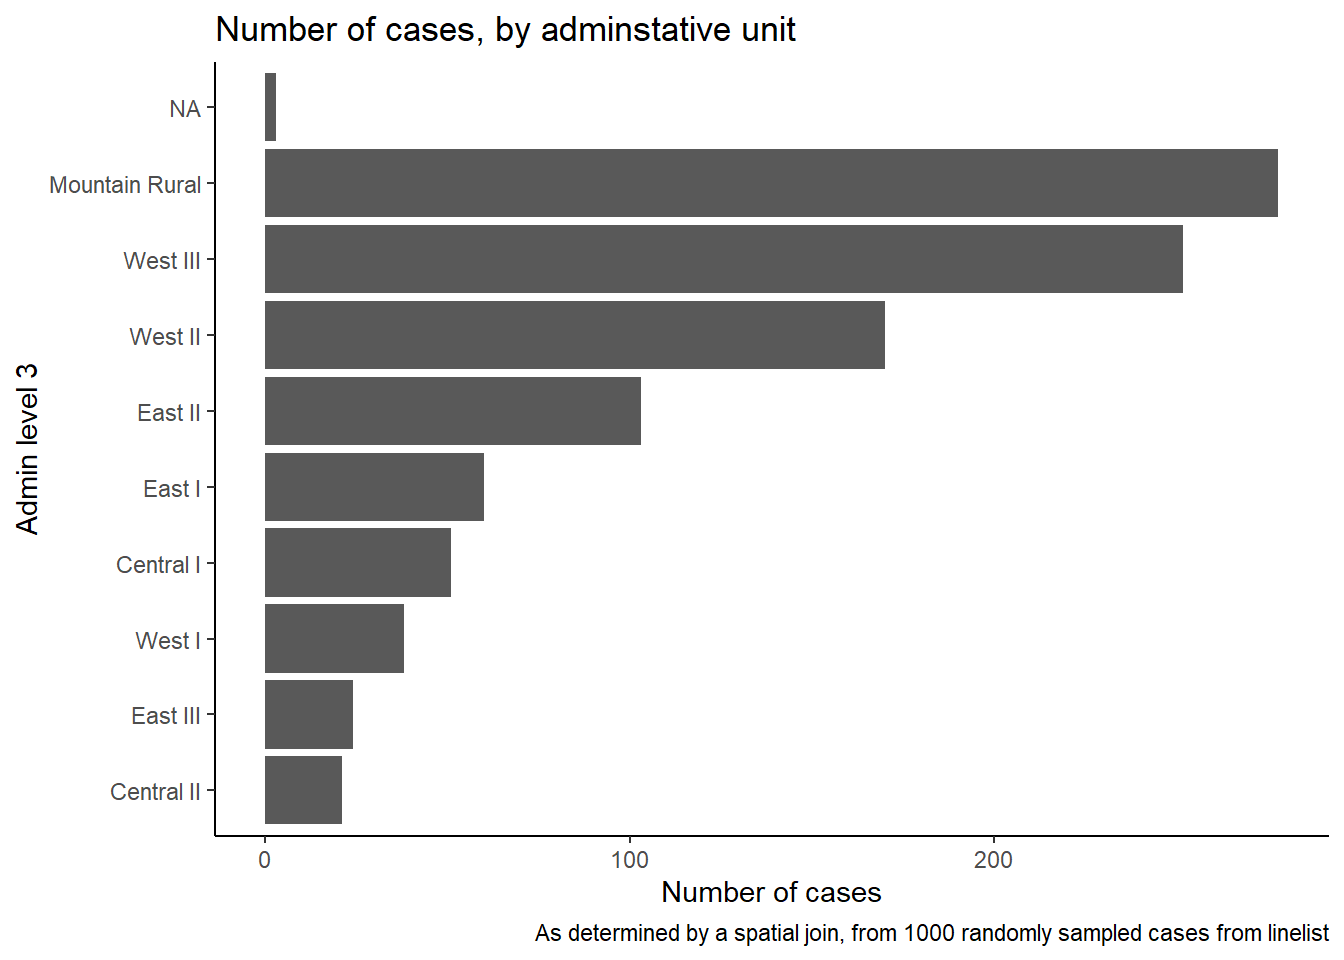 Number of cases, by adminstative unit
NA
Mountain Rural
West III
West II
East II
East I
Central I
West I
East III
Central II
Admin level 3
0 100 200
Number of cases
As determined by a spatial join, from 1000 randomly sampled cases from linelist